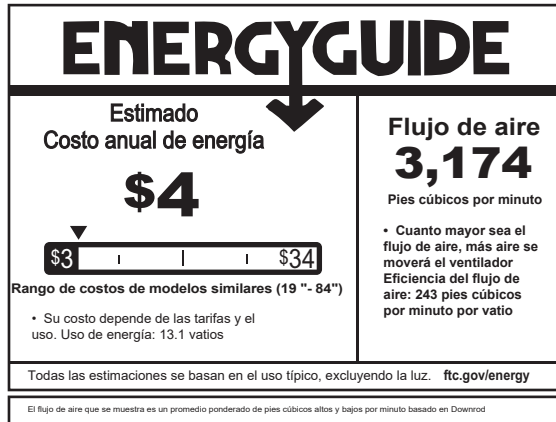 ENERGYGUIDE
Estimado
Costo anual de energía
$4
$3
$34
Rango de costos de modelos similares (19 "- 84")
• Su costo depende de las tarifas y el
uso. Uso de energía: 13.1 vatios
Flujo de aire
3,174
Pies cúbicos por minuto
• Cuanto mayor sea el
flujo de aire, más aire se
moverá el ventilador
Eficiencia del flujo de
aire: 243 pies cúbicos
por minuto por vatio
Todas las estimaciones se basan en el uso típico, excluyendo la luz. ftc.gov/energy
El flujo de aire que se muestra es un promedio ponderado de pies cúbicos altos y bajos por minuto basado en Downrod